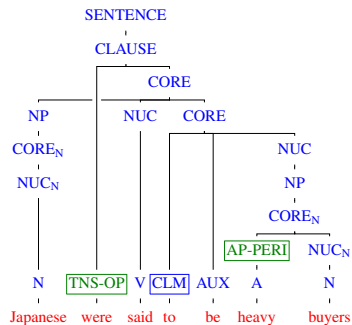 SENTENCE
CLAUSE
CORE
NP NUC CORE
CORE_N NUC
NUC_N NP
CORE_N
AP-PERI NUC_N
N TNS-OP V CLM AUX A N
Japanese were said to be heavy buyers